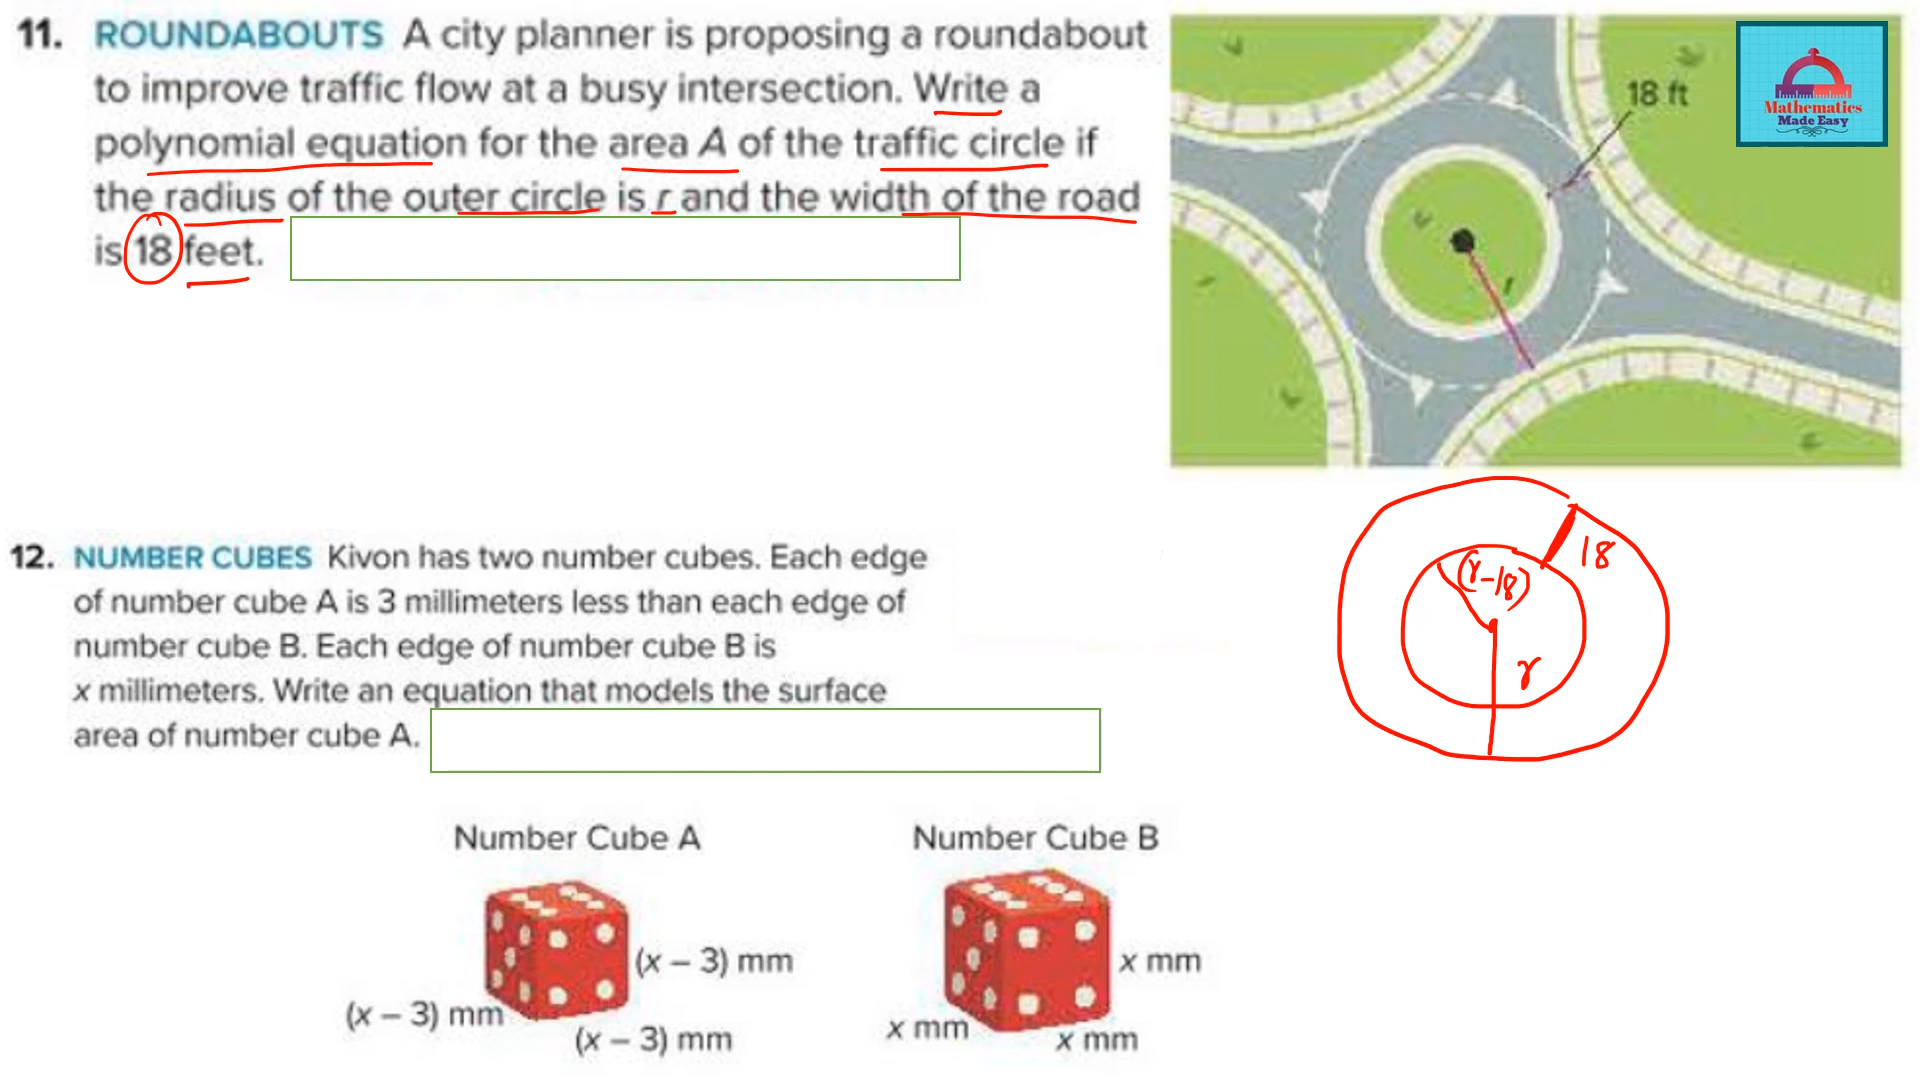 11. ROUNDABOUTS A city planner is proposing a roundabout
to improve traffic flow at a busy intersection. Write a
polynomial equation for the area A of the traffic circle if
the radius of the outer circle is r and the width of the road
is 18 feet.
18 ft
r
Mathematics
Made Easy
(r-18)
18
r
12. NUMBER CUBES Kivon has two number cubes. Each edge
of number cube A is 3 millimeters less than each edge of
number cube B. Each edge of number cube B is
x millimeters. Write an equation that models the surface
area of number cube A.
Number Cube A
Number Cube B
(x – 3) mm
x mm
(x – 3) mm
(x – 3) mm
x mm
x mm